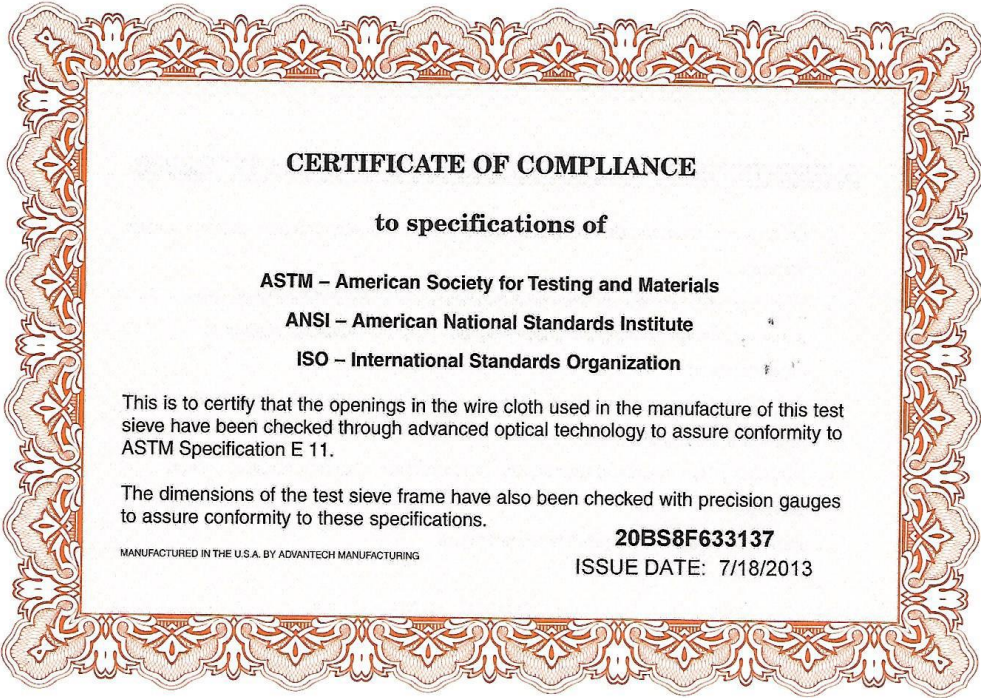 CERTIFICATE OF COMPLIANCE
to specifications of
ASTM – American Society for Testing and Materials
ANSI – American National Standards Institute
ISO – International Standards Organization
This is to certify that the openings in the wire cloth used in the manufacture of this test
sieve have been checked through advanced optical technology to assure conformity to
ASTM Specification E 11.
The dimensions of the test sieve frame have also been checked with precision gauges
to assure conformity to these specifications.
20BS8F633137
MANUFACTURED IN THE U.S.A. BY ADVANTECH MANUFACTURING
ISSUE DATE: 7/18/2013